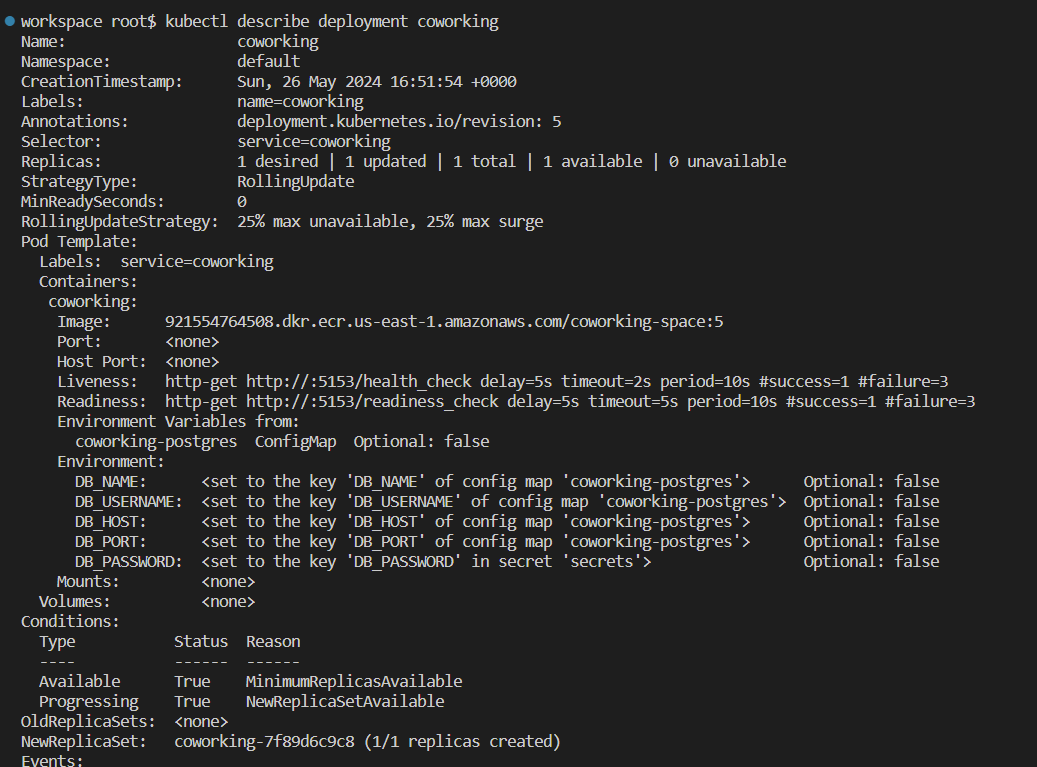 workspace root$ kubectl describe deployment coworking
Name:                   coworking
Namespace:              default
CreationTimestamp:      Sun, 26 May 2024 16:51:54 +0000
Labels:                 name=coworking
Annotations:            deployment.kubernetes.io/revision: 5
Selector:               service=coworking
Replicas:               1 desired | 1 updated | 1 total | 1 available | 0 unavailable
StrategyType:           RollingUpdate
MinReadySeconds:        0
RollingUpdateStrategy:  25% max unavailable, 25% max surge
Pod Template:
  Labels:  service=coworking
  Containers:
   coworking:
    Image:      921554764508.dkr.ecr.us-east-1.amazonaws.com/coworking-space:5
    Port:       <none>
    Host Port:  <none>
    Liveness:   http-get http://:5153/health_check delay=5s timeout=2s period=10s #success=1 #failure=3
    Readiness:  http-get http://:5153/readiness_check delay=5s timeout=5s period=10s #success=1 #failure=3
    Environment Variables from:
      coworking-postgres  ConfigMap  Optional: false
    Environment:
      DB_NAME:      <set to the key 'DB_NAME' of config map 'coworking-postgres'>      Optional: false
      DB_USERNAME:  <set to the key 'DB_USERNAME' of config map 'coworking-postgres'>  Optional: false
      DB_HOST:      <set to the key 'DB_HOST' of config map 'coworking-postgres'>      Optional: false
      DB_PORT:      <set to the key 'DB_PORT' of config map 'coworking-postgres'>      Optional: false
      DB_PASSWORD:  <set to the key 'DB_PASSWORD' in secret 'secrets'>                 Optional: false
    Mounts:         <none>
  Volumes:          <none>
Conditions:
  Type           Status  Reason
  ----           ------  ------
  Available      True    MinimumReplicasAvailable
  Progressing    True    NewReplicaSetAvailable
OldReplicaSets:  <none>
NewReplicaSet:   coworking-7f89d6c9c8 (1/1 replicas created)
Events: